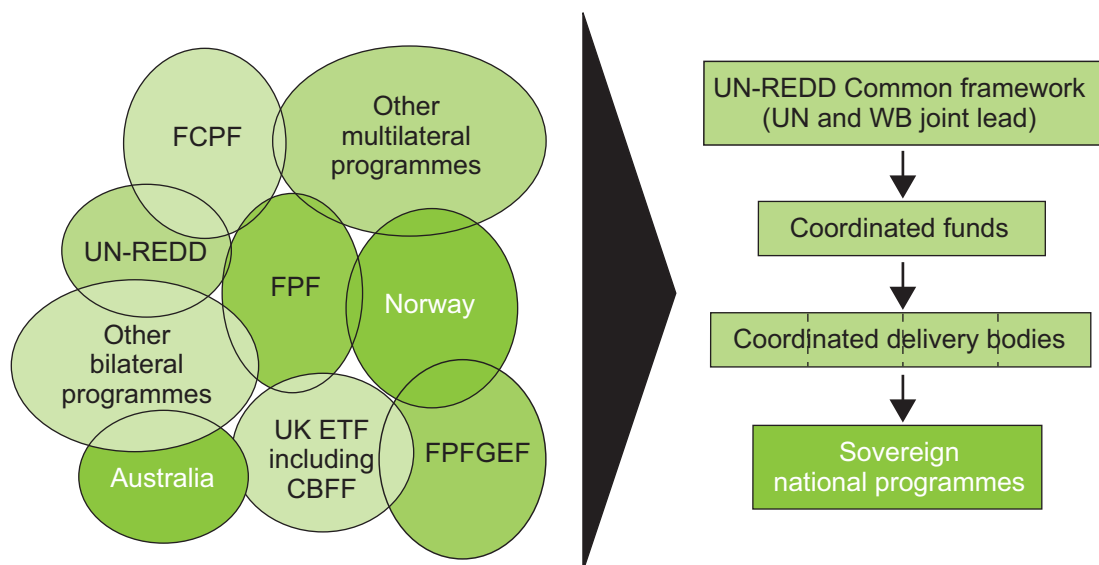 FCPF
Other
multilateral
programmes
UN-REDD
FPF
Norway
Other
bilateral
programmes
UK ETF
including
CBFF
FPFGEF
Australia
UN-REDD Common framework
(UN and WB joint lead)
Coordinated funds
Coordinated delivery bodies
Sovereign
national programmes